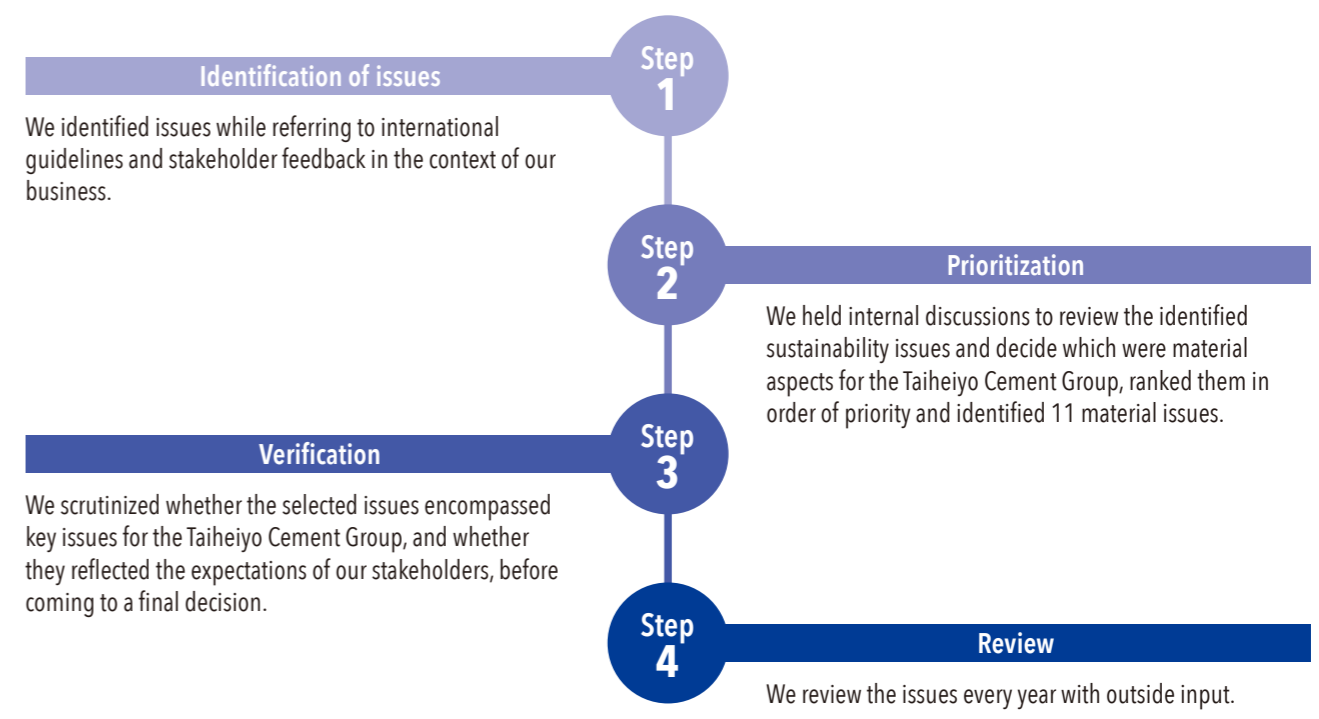 Step
1
Identification of issues
We identified issues while referring to international
guidelines and stakeholder feedback in the context of our
business.
Step
2
Prioritization
We held internal discussions to review the identified
sustainability issues and decide which were material
aspects for the Taiheiyo Cement Group, ranked them in
order of priority and identified 11 material issues.
Step
3
Verification
We scrutinized whether the selected issues encompassed
key issues for the Taiheiyo Cement Group, and whether
they reflected the expectations of our stakeholders, before
coming to a final decision.
Step
4
Review
We review the issues every year with outside input.